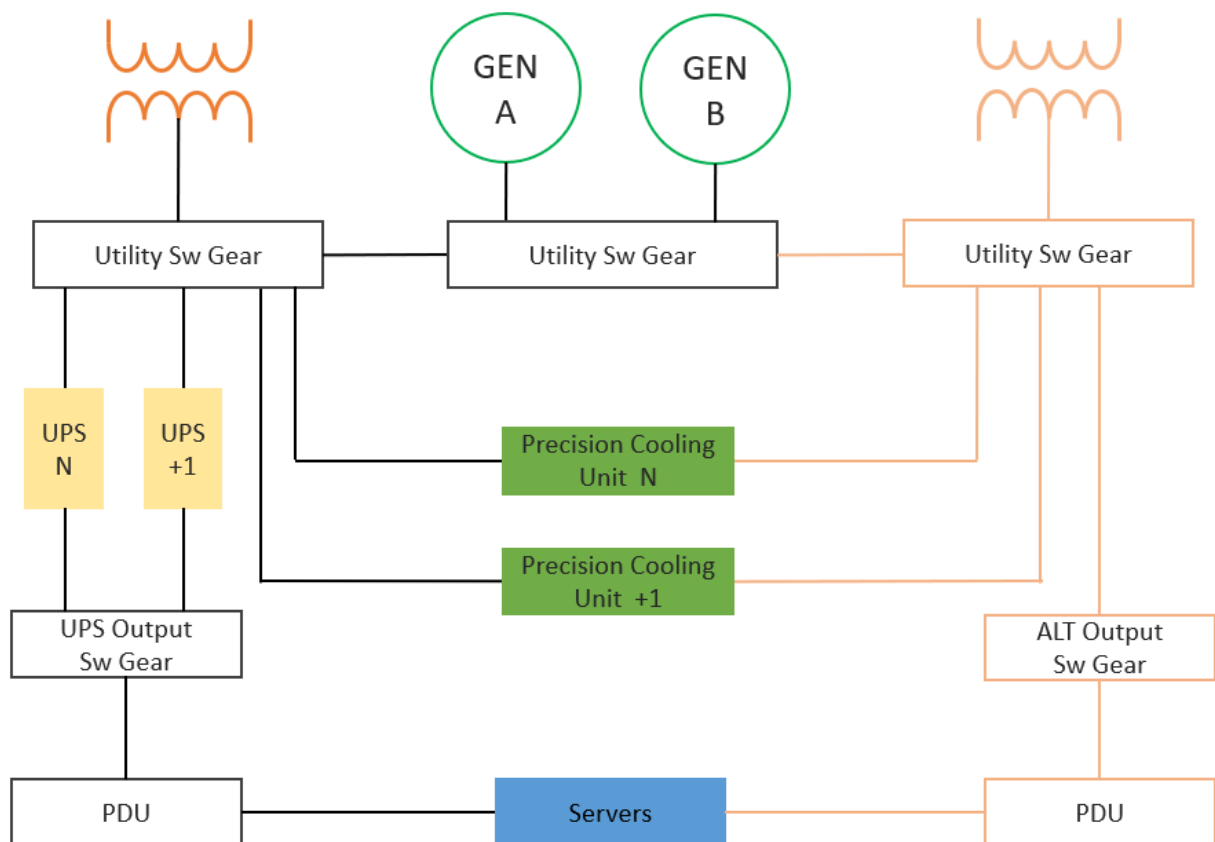 GEN
A
GEN
B
Utility Sw Gear
Utility Sw Gear
Utility Sw Gear
UPS
N
UPS
+1
Precision Cooling
Unit  N
Precision Cooling
Unit  +1
UPS Output
Sw Gear
ALT Output
Sw Gear
PDU
Servers
PDU